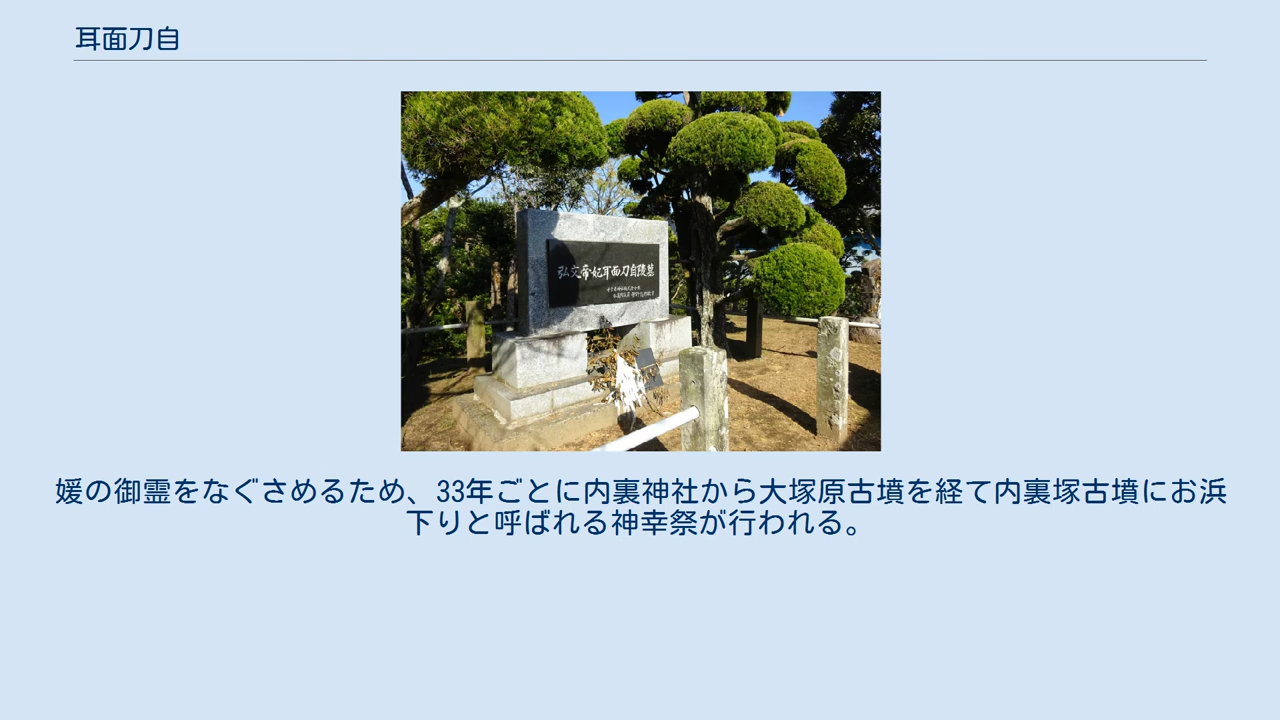 耳面刀自
弘文帝妃耳面刀自陵墓
媛の御霊をなぐさめるため、33年ごとに内裏神社から大塚原古墳を経て内裏塚古墳にお浜
下りと呼ばれる神幸祭が行われる。